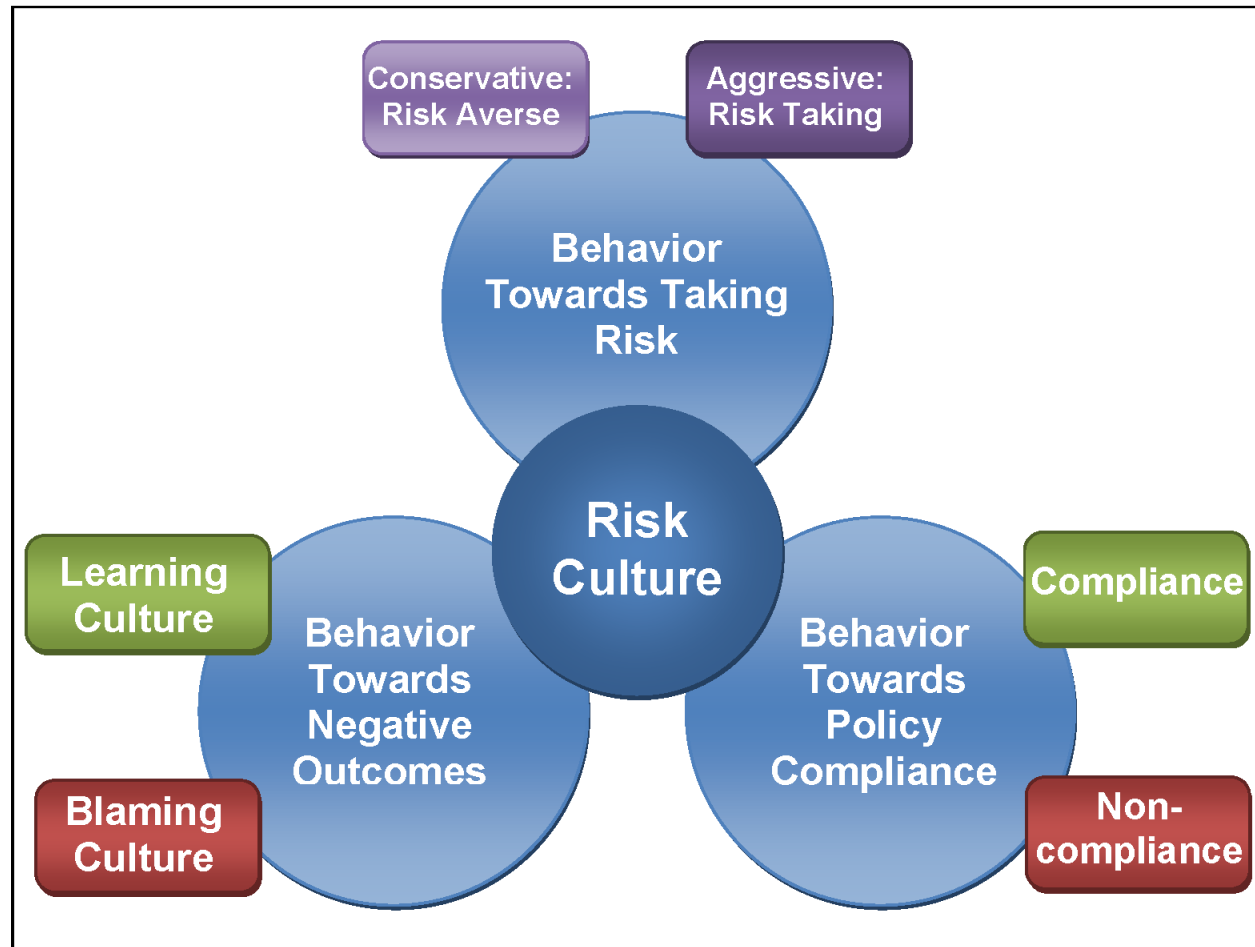 Conservative:
Risk Averse
Aggressive:
Risk Taking
Behavior
Towards Taking
Risk
Risk
Culture
Learning
Culture
Behavior
Towards
Negative
Outcomes
Blaming
Culture
Compliance
Behavior
Towards
Policy
Compliance
Non-
compliance